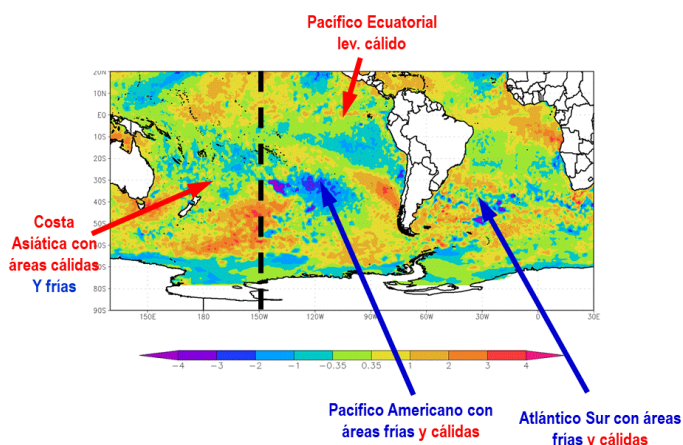 Pacífico Ecuatorial
lev. cálido
20N
10N
EQ
10S
20S
30S
40S
50S
60S
70S
80S
90S
150E
180
150W
120W
90W
60W
30W
0
30E
Costa
Asiática con
áreas cálidas
Y frías
-4
-3
-2
-1
-0.35
0.35
1
2
3
4
Pacífico Americano con
áreas frías y cálidas
Atlántico Sur con áreas
frías y cálidas